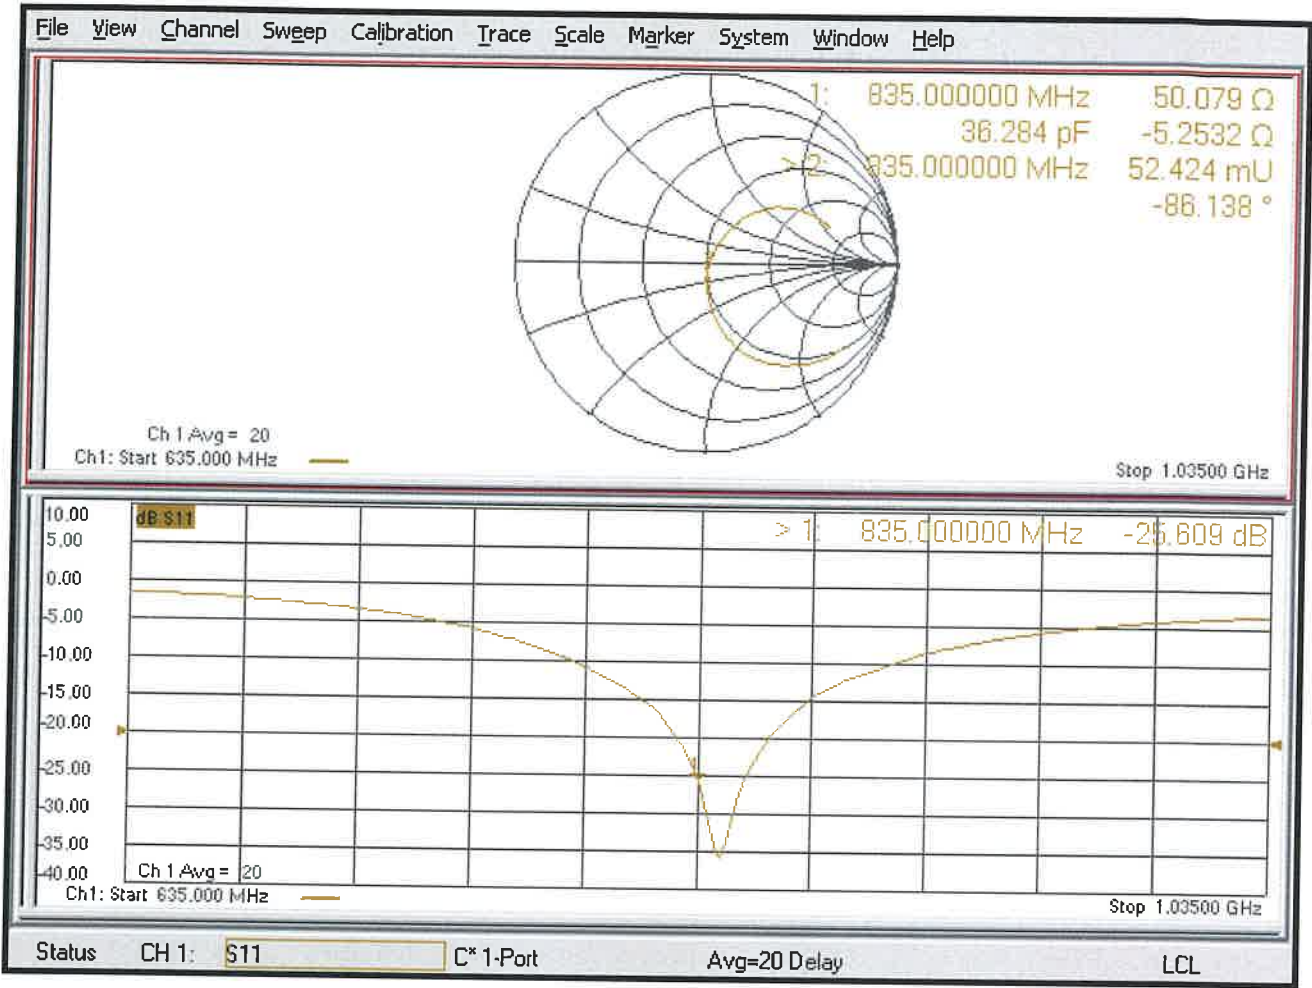 File View Channel Sweep Calibration Trace Scale Marker System Window Help
1: 835.000000 MHz 50.079 Ω
36.284 pF -5.2532 Ω
> 2: 835.000000 MHz 52.424 mU
-86.138 °
Ch 1 Avg = 20
Ch1: Start 635.000 MHz
Stop 1.03500 GHz
10.00
dB S11
> 1: 835.000000 MHz -25.609 dB
5.00
0.00
-5.00
-10.00
-15.00
-20.00
-25.00
1
-30.00
-35.00
-40.00
Ch 1 Avg = 20
Ch1: Start 635.000 MHz
Stop 1.03500 GHz
Status CH 1: S11 C* 1-Port Avg=20 Delay LCL